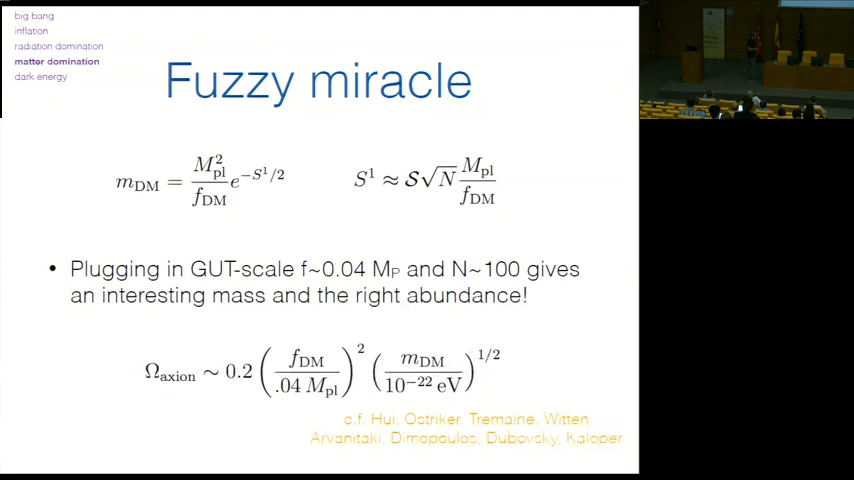 big bang
inflation
radiation domination
matter domination
dark energy
Fuzzy miracle
m_DM = M_pl^2 / f_DM e^{-S^1/2}
S^1 ≈ 𝒮√N M_pl / f_DM
• Plugging in GUT-scale f~0.04 M_P and N~100 gives
an interesting mass and the right abundance!
Ω_axion ~ 0.2 (f_DM / .04 M_pl)^2 (m_DM / 10^{-22} eV)^{1/2}
c.f. Hui, Ostriker, Tremaine, Witten
Arvanitaki, Dimopoulos, Dubovsky, Kaloper